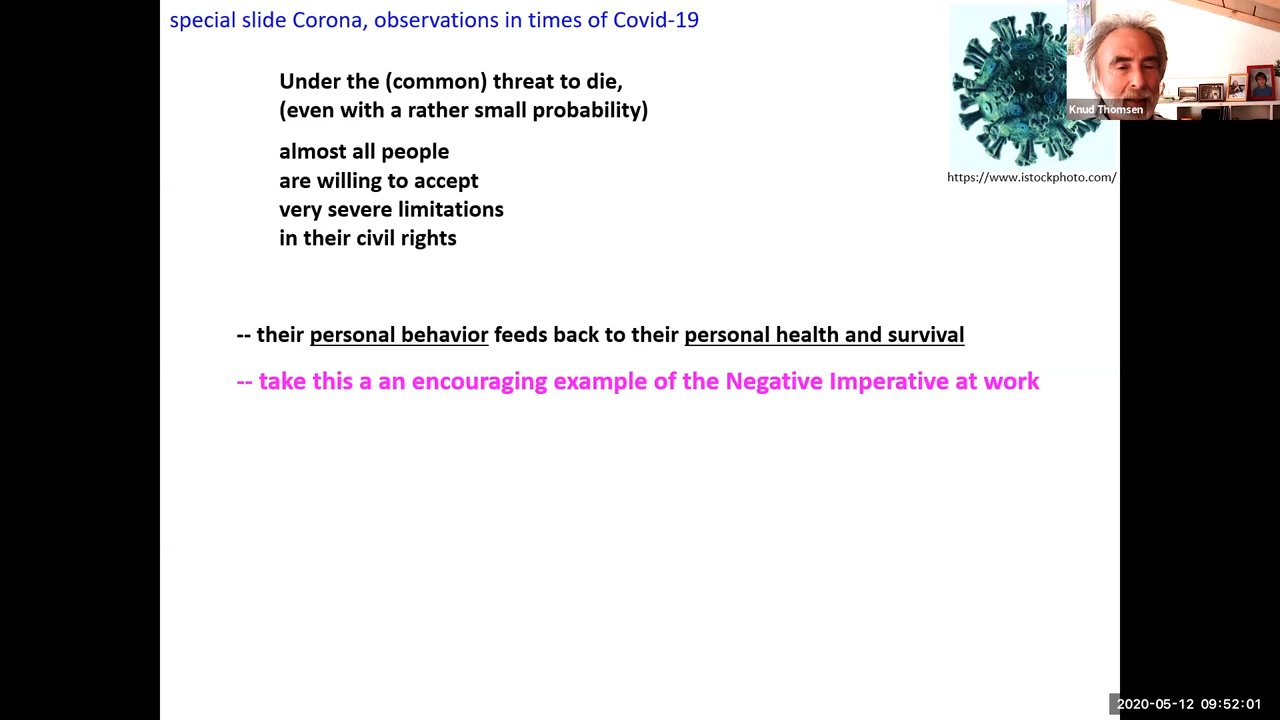 special slide Corona, observations in times of Covid-19
Under the (common) threat to die,
(even with a rather small probability)
almost all people
are willing to accept
very severe limitations
in their civil rights
Knud Thomsen
https://www.istockphoto.com/
-- their personal behavior feeds back to their personal health and survival
-- take this a an encouraging example of the Negative Imperative at work
2020-05-12 09:52:01